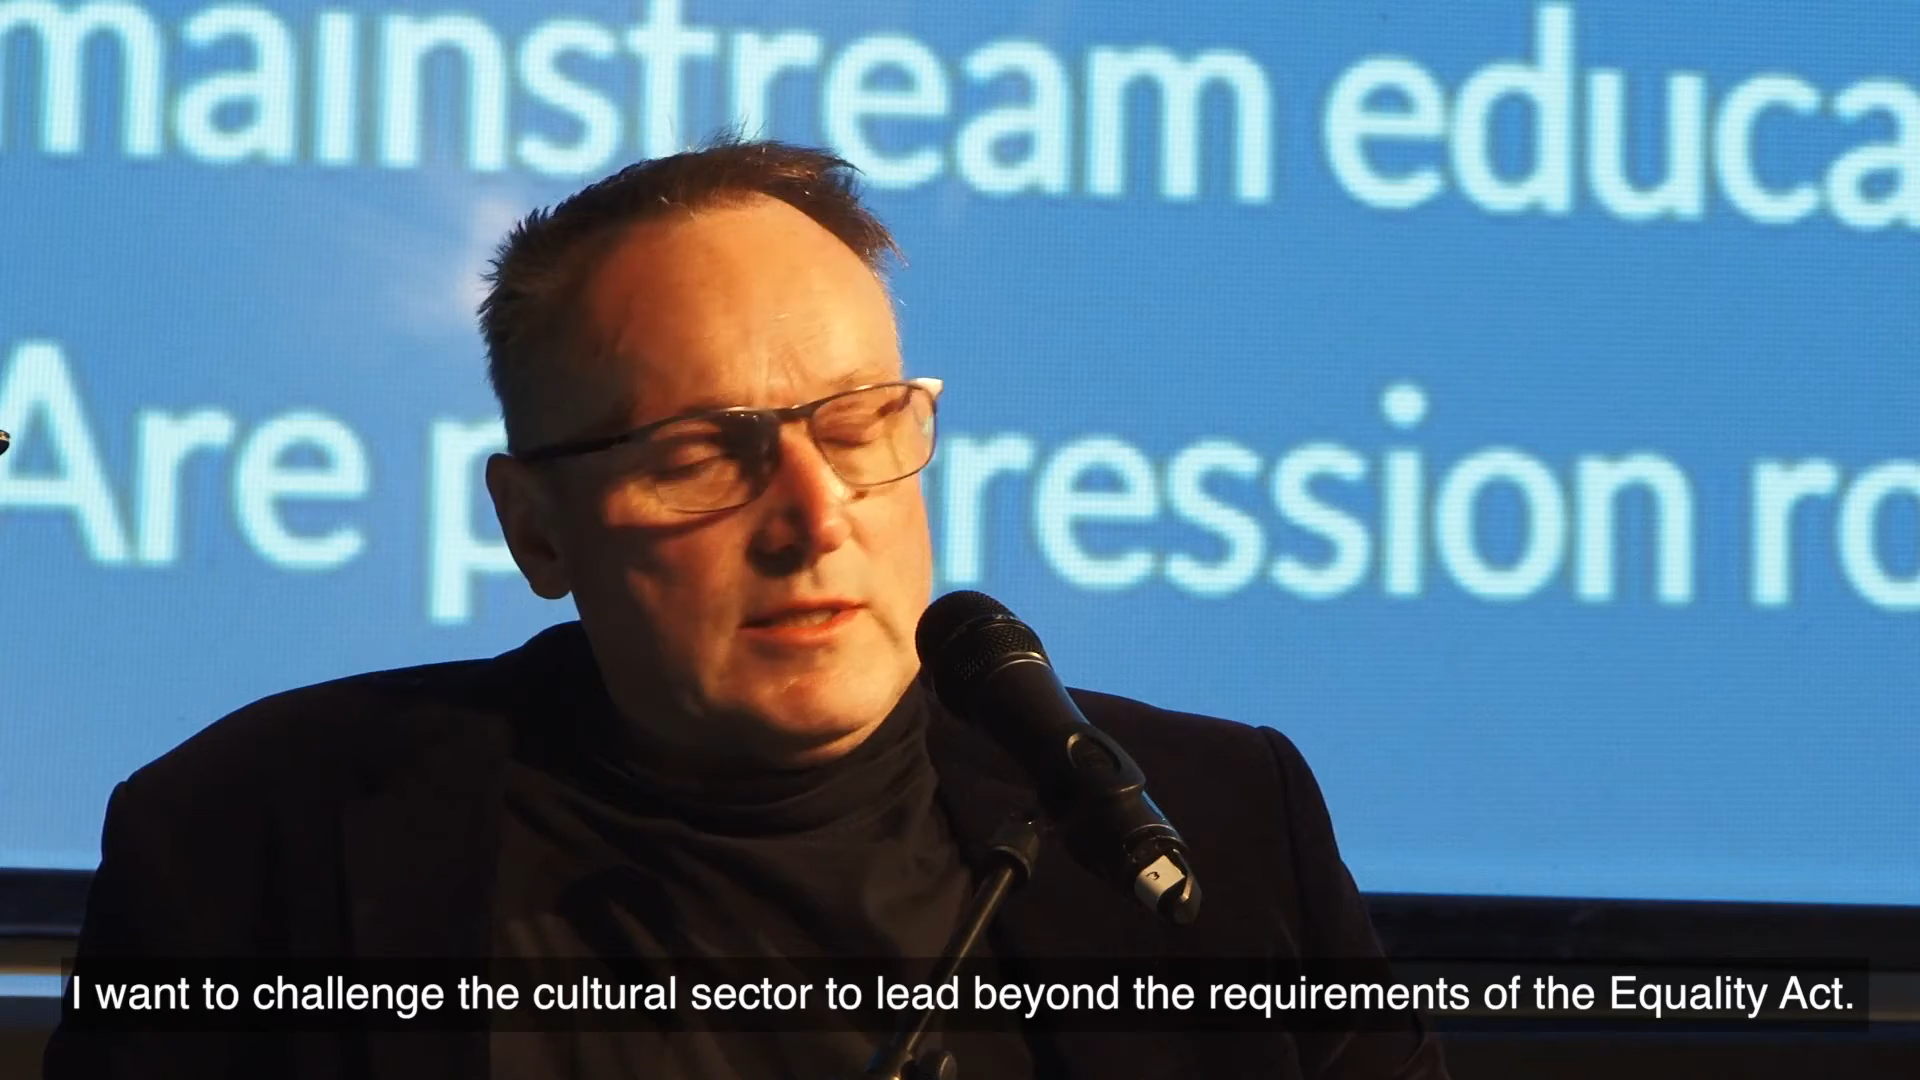 mainstream educa
Are p ression ro
3
I want to challenge the cultural sector to lead beyond the requirements of the Equality Act.